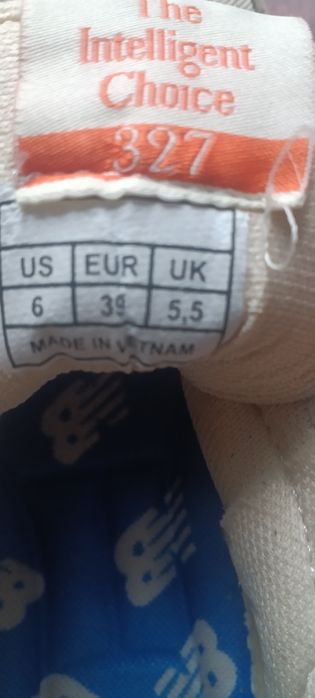 The
Intelligent
Choice
327
US EUR UK
6 39 5,5
MADE IN VIETNAM